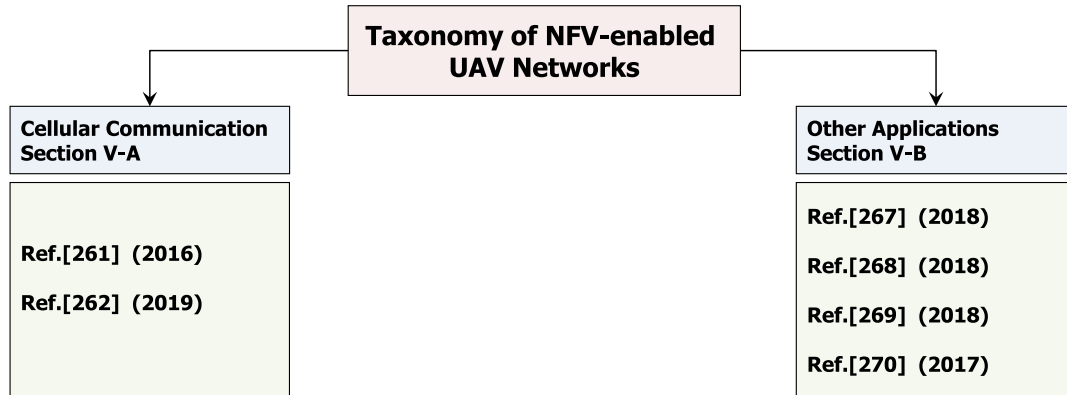 Taxonomy of NFV-enabled
UAV Networks
Cellular Communication
Section V-A
Ref.[261] (2016)
Ref.[262] (2019)
Other Applications
Section V-B
Ref.[267] (2018)
Ref.[268] (2018)
Ref.[269] (2018)
Ref.[270] (2017)